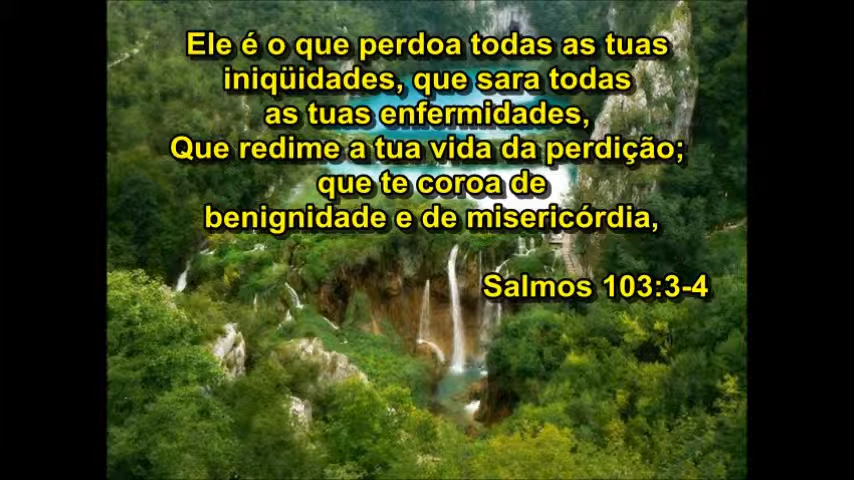 Ele é o que perdoa todas as tuas
iniqüidades, que sara todas
as tuas enfermidades,
Que redime a tua vida da perdição;
que te coroa de
benignidade e de misericórdia,
Salmos 103:3-4